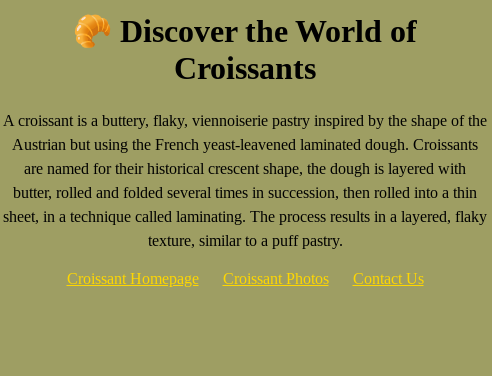 🥐 Discover the World of
Croissants
A croissant is a buttery, flaky, viennoiserie pastry inspired by the shape of the
Austrian but using the French yeast-leavened laminated dough. Croissants
are named for their historical crescent shape, the dough is layered with
butter, rolled and folded several times in succession, then rolled into a thin
sheet, in a technique called laminating. The process results in a layered, flaky
texture, similar to a puff pastry.
Croissant Homepage Croissant Photos Contact Us